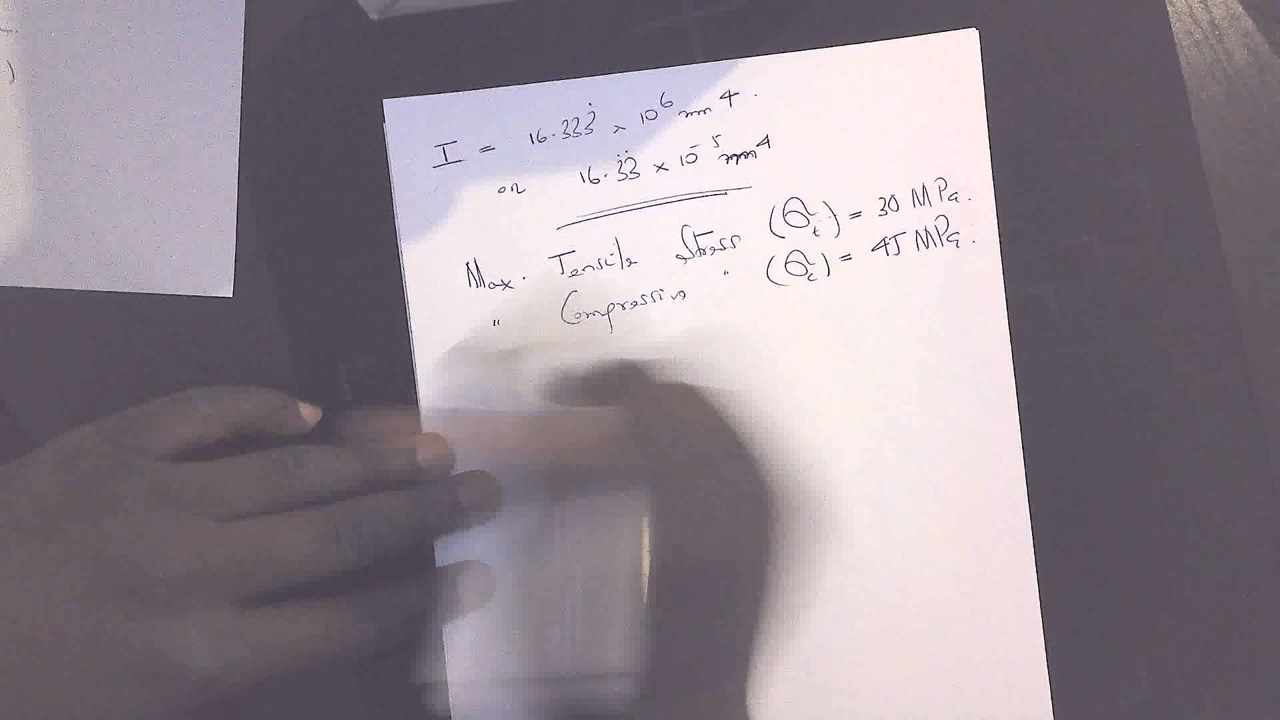 I = 16.333̇ × 10⁶ mm⁴.
or 16.3̇3̇ × 10⁻⁵ mm⁴
Max. Tensile Stress (σt) = 30 MPa.
" Compressive " (σc) = 45 MPa.